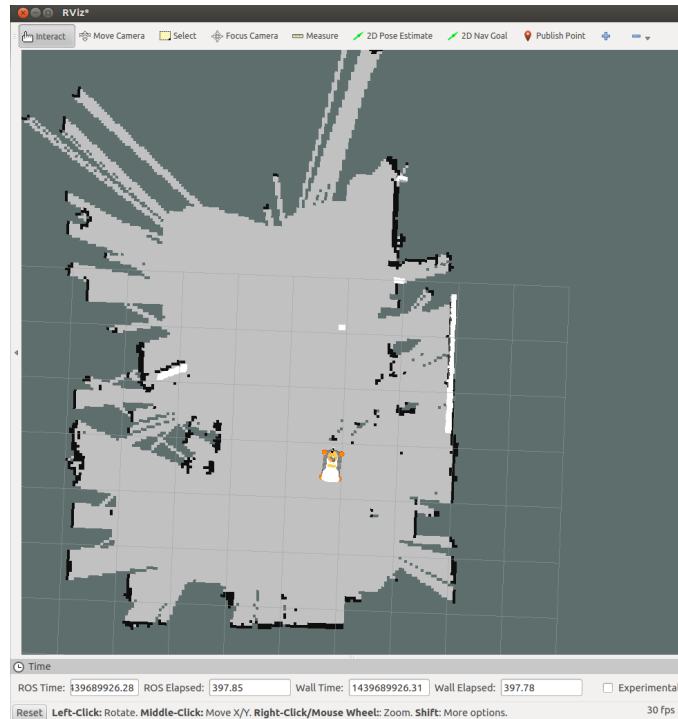 RViz*
Interact Move Camera Select Focus Camera Measure 2D Pose Estimate 2D Nav Goal Publish Point
Time
ROS Time: 439689926.28 ROS Elapsed: 397.85 Wall Time: 1439689926.31 Wall Elapsed: 397.78 Experimental
Reset Left-Click: Rotate. Middle-Click: Move X/Y. Right-Click/Mouse Wheel:: Zoom. Shift: More options. 30 fps